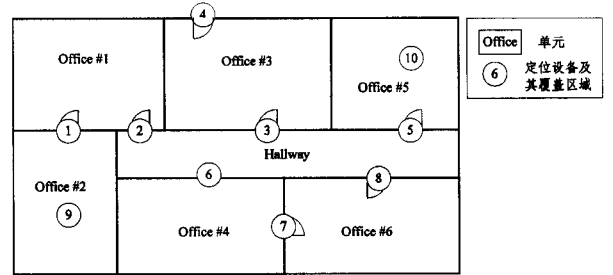 4
Office #1
Office #3
10
Office #5
1
2
3
5
Hallway
Office #2
6
8
9
Office #4
7
Office #6
Office 单元
6 定位设备及
其覆盖区域